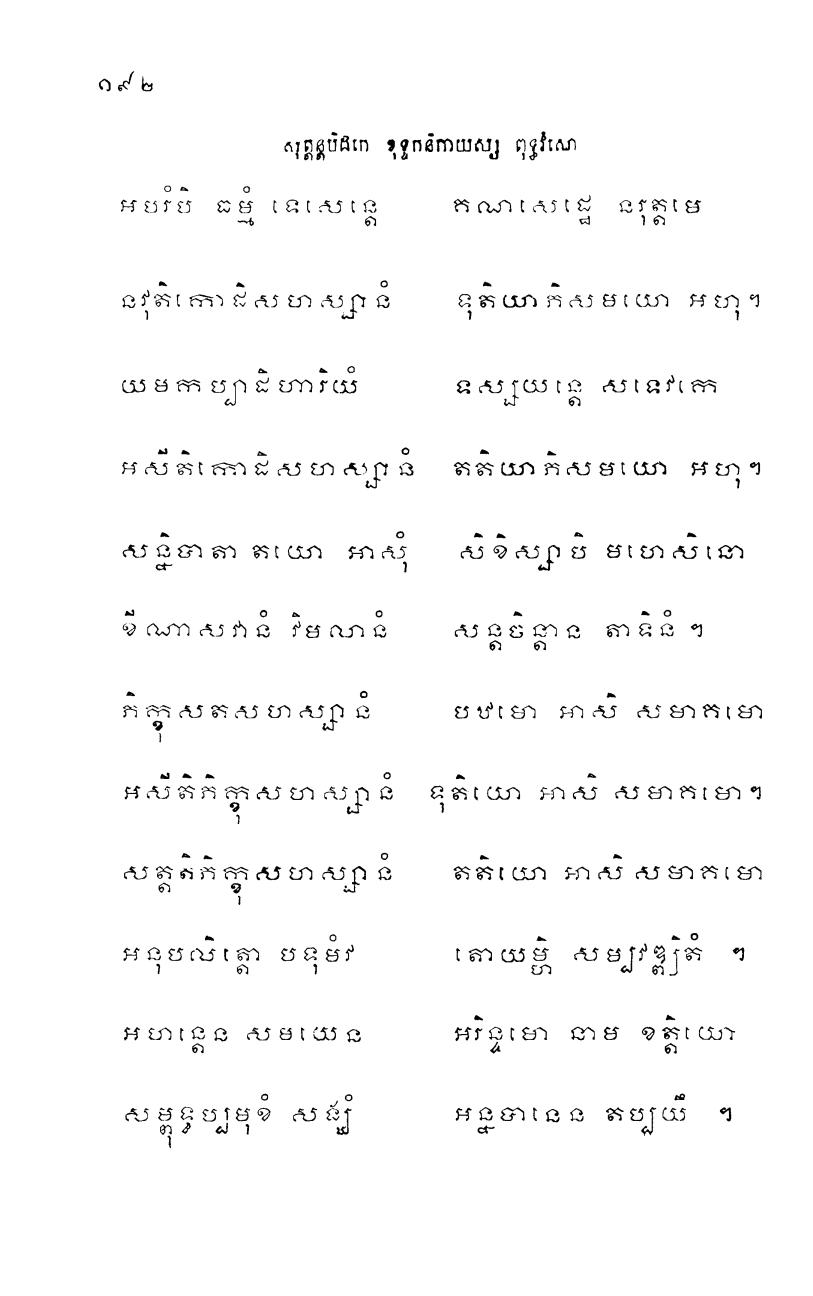 ១៩២
សុត្តន្តបិដកេ ខុទ្ទកនិកាយស្ស ពុទ្ធវំសោ
អបរំបិ ធម្មំ ទេសេន្តេ គណសេដ្ឋេ នរុត្តមេ
នវុតិកោដិសហស្សានំ ទុតិយាភិសមយោ អហុ។
យមកប្បាដិហារិយំ ទស្សយន្តេ សទេវកេ
អសីតិកោដិសហស្សានំ តតិយាភិសមយោ អហុ។
សន្និបាតា តយោ អាសុំ សិខិស្សាបិ មហេសិនោ
ខីណាសវានំ វិមលានំ សន្តចិត្តាន តាទិនំ។
ភិក្ខុសតសហស្សានំ បឋមោ អាសិ សមាគមោ
អសីតិភិក្ខុសហស្សានំ ទុតិយោ អាសិ សមាគមោ។
សត្តតិភិក្ខុសហស្សានំ តតិយោ អាសិ សមាគមោ
អនុបលិត្តោ បទុមំវ តោយម្ហិ សម្បវឌ្ឍិតំ ។
អហន្តេន សមយេន អរិន្ទមោ នាម ខត្តិយោ
សម្ពុទ្ធប្បមុខំ សង្ឃំ អន្នបានេន តប្បយឹ ។